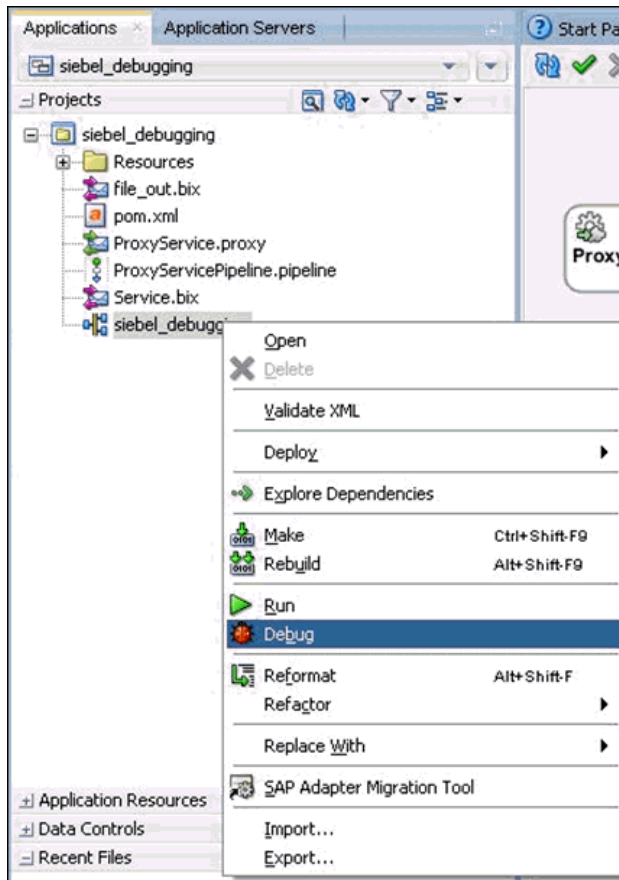 Applications
Application Servers
Start Pa
siebel_debugging
Projects
siebel_debugging
Resources
file_out.bix
pom.xml
ProxyService.proxy
ProxyServicePipeline.pipeline
Service.bix
siebel_debugging
Proxy
Open
Delete
Validate XML
Deploy
Explore Dependencies
Make Ctrl+Shift-F9
Rebuild Alt+Shift-F9
Run
Debug
Reformat Alt+Shift-F
Refactor
Replace With
SAP Adapter Migration Tool
Import...
Export...
Application Resources
Data Controls
Recent Files